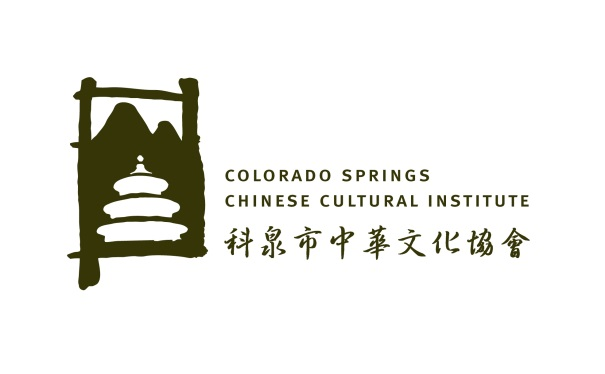 COLORADO SPRINGS
CHINESE CULTURAL INSTITUTE
科泉市中華文化協會